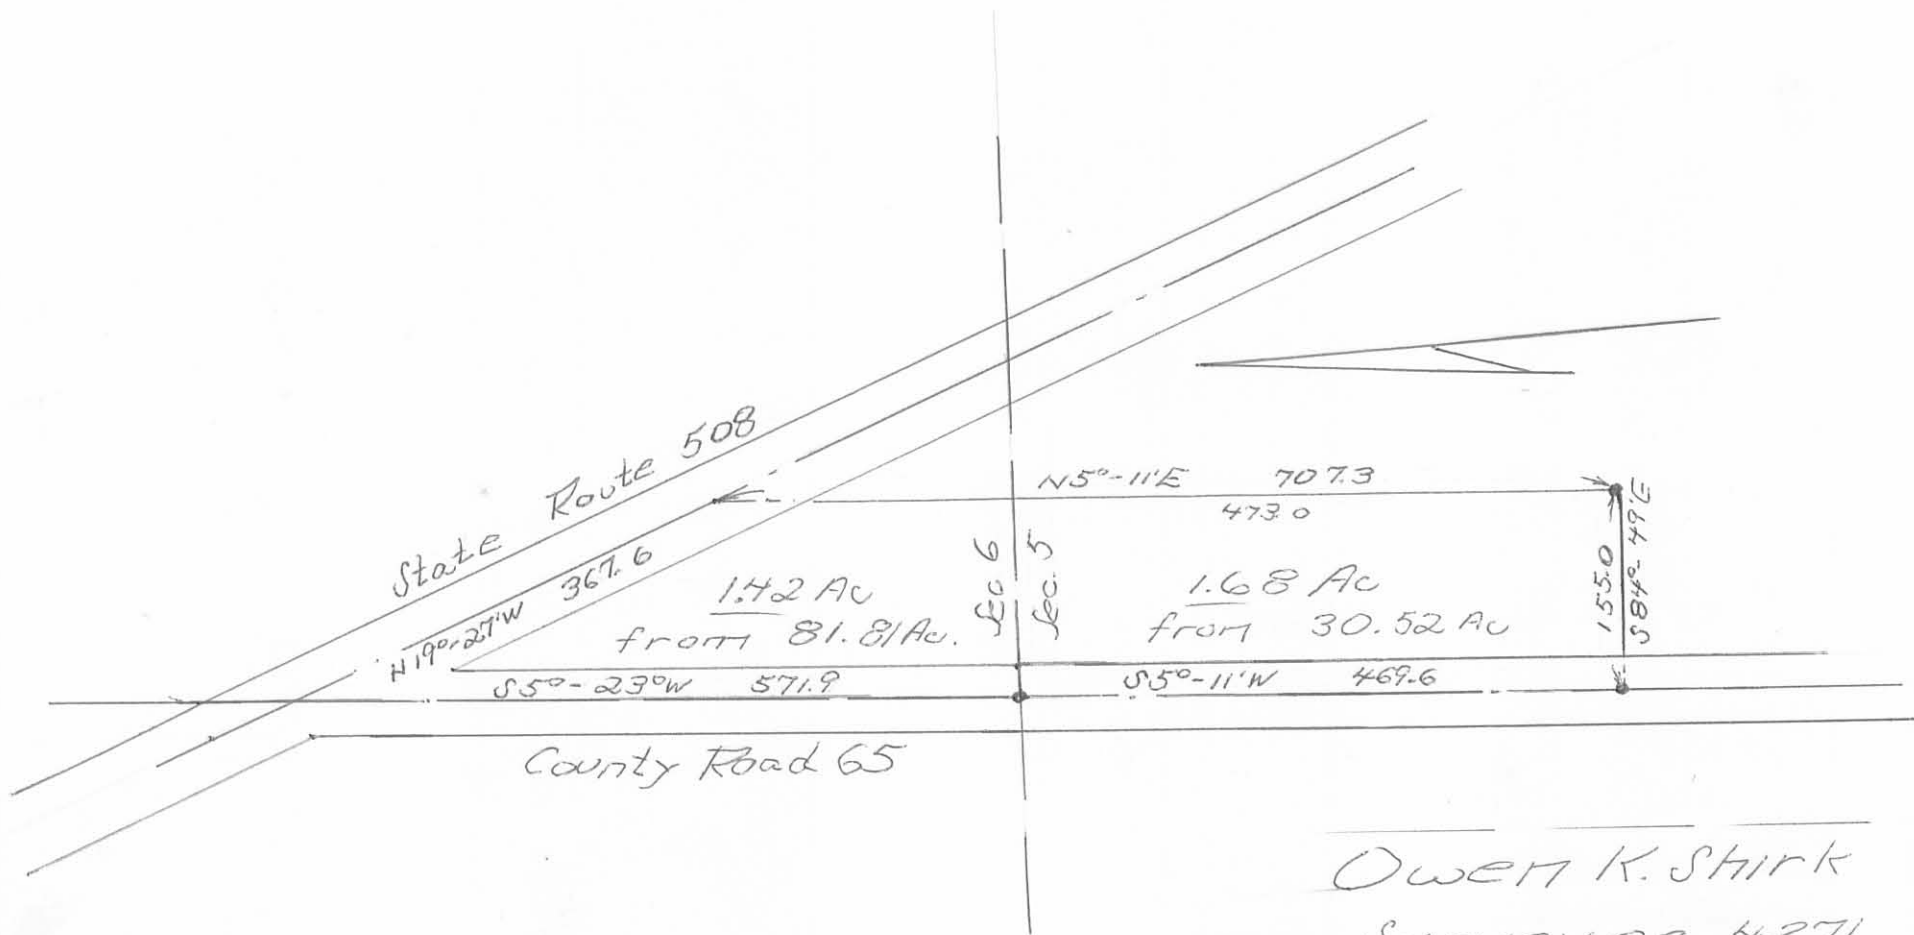 State Route 508
N19°-27'W 367.6
N5°-11'E 707.3
473.0
Sec 6
Sec. 5
1.42 Ac
from 81.81 Ac.
1.68 Ac
from 30.52 Ac
155.0
S84°-49'E
S5°-23°W 571.9
S5°-11'W 469.6
County Road 65
Owen K. Shirk